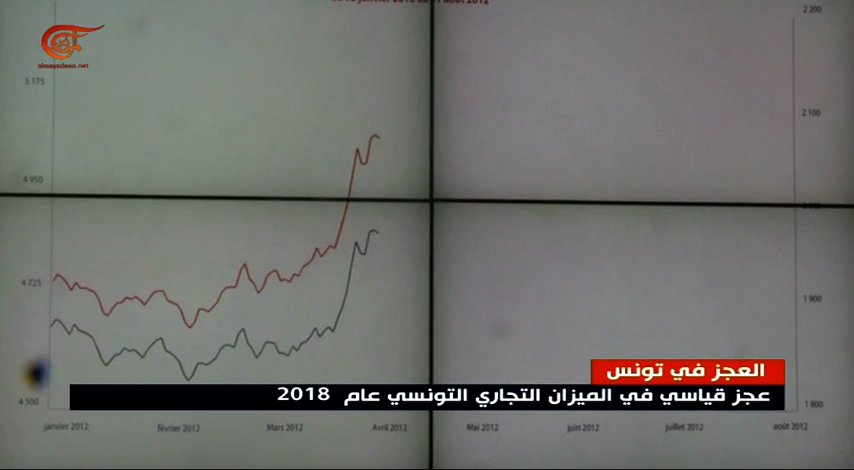 2 200
almayadeen.net
5 175
2 100
4 950
4 725
1 900
العجز في تونس
عجز قياسي في الميزان التجاري التونسي عام 2018
4 500
1 800
janvier 2012
février 2012
Mars 2012
Avril 2012
Mai 2012
juin 2012
juillet 2012
août 2012